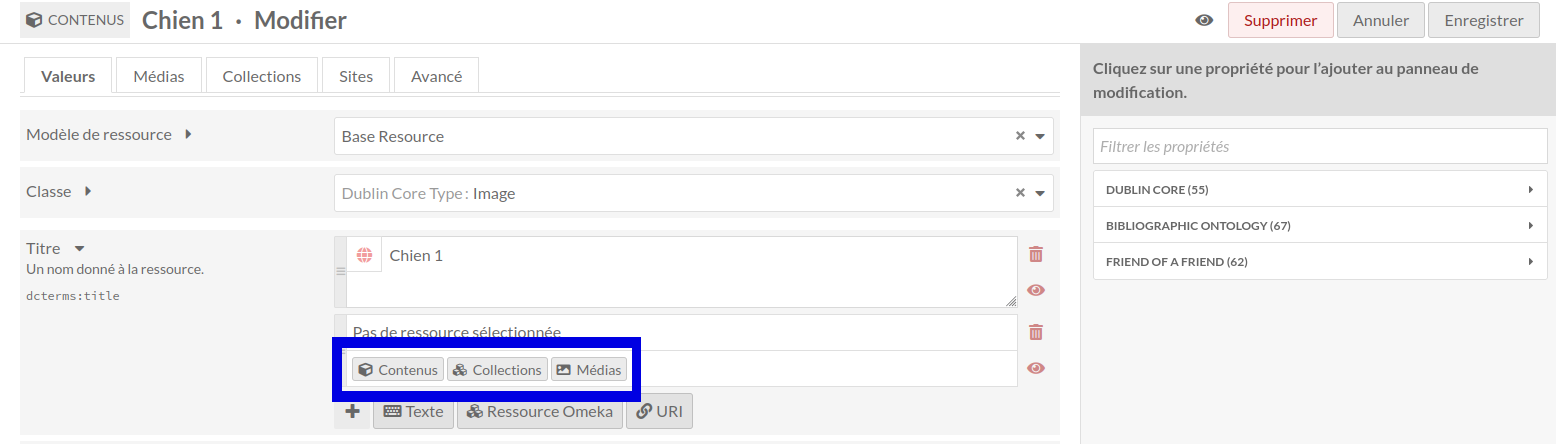 CONTENUS Chien 1 · Modifier Supprimer Annuler Enregistrer
Valeurs Médias Collections Sites Avancé
Modèle de ressource Base Resource
Classe Dublin Core Type : Image
Titre
Un nom donné à la ressource.
dcterms:title
Chien 1
Pas de ressource sélectionnée
Contenus Collections Médias
Texte Ressource Omeka URI
Cliquez sur une propriété pour l’ajouter au panneau de
modification.
Filtrer les propriétés
DUBLIN CORE (55)
BIBLIOGRAPHIC ONTOLOGY (67)
FRIEND OF A FRIEND (62)